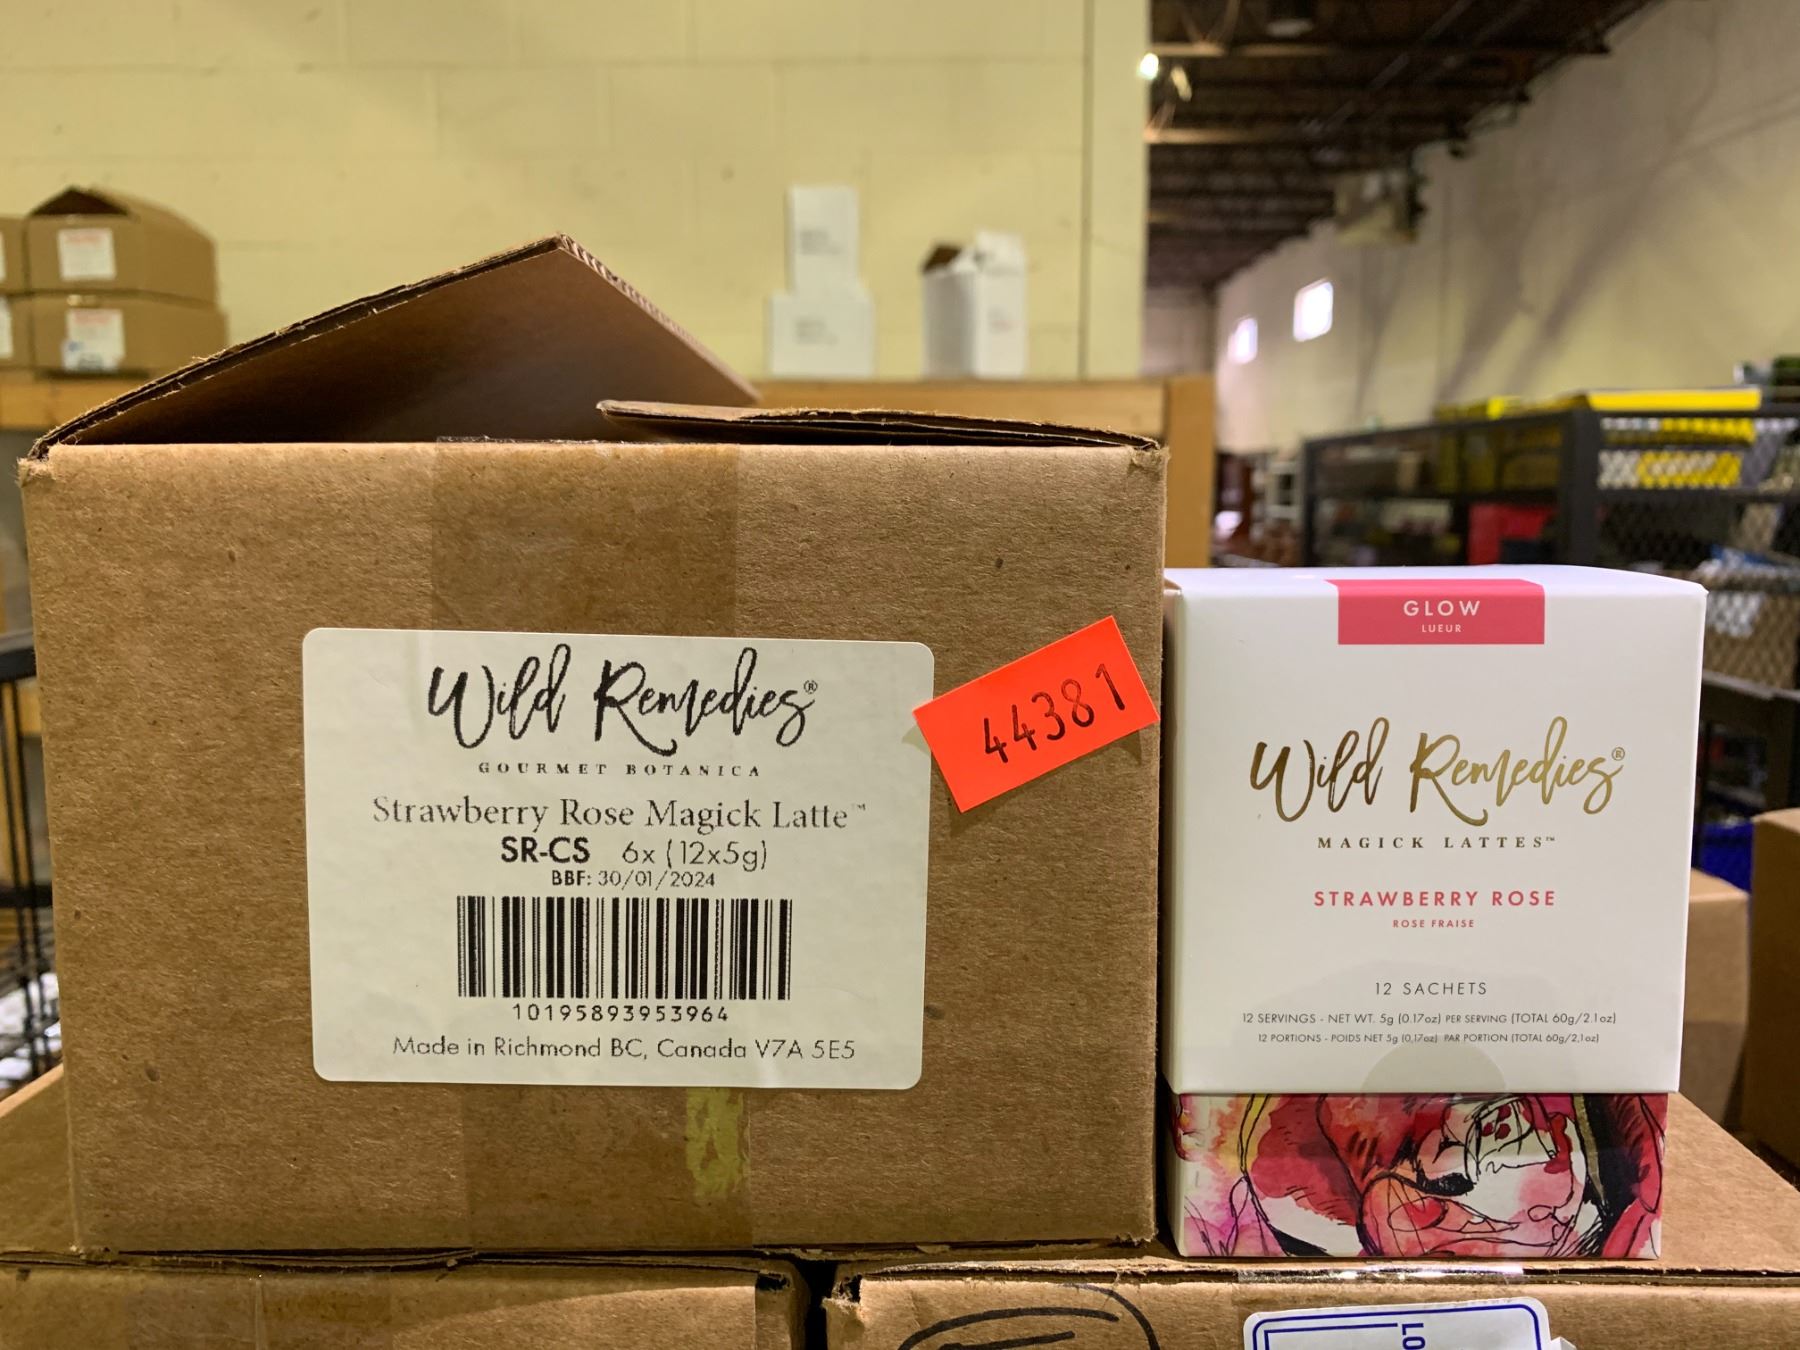 Wild Remedies®
GOURMET BOTANICA
Strawberry Rose Magick Latte™
SR-CS 6x (12x5g)
BBF: 30/01/2024
10195893953964
Made in Richmond BC, Canada V7A 5E5
44381
GLOW
LUEUR
Wild Remedies®
MAGICK LATTES™
STRAWBERRY ROSE
ROSE FRAISE
12 SACHETS
12 SERVINGS - NET WT. 5g (0.17oz) PER SERVING (TOTAL 60g/2.1oz)
12 PORTIONS - POIDS NET 5g (0,17oz) PAR PORTION (TOTAL 60g/2,1oz)
LO